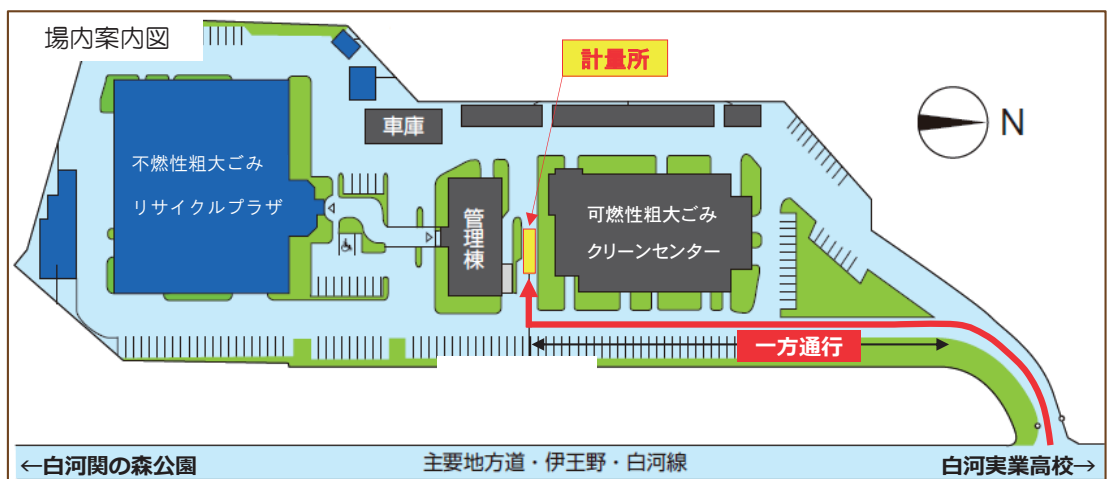 場内案内図
計量所
車庫
N
不燃性粗大ごみ
リサイクルプラザ
管理棟
可燃性粗大ごみ
クリーンセンター
一方通行
←白河関の森公園
主要地方道・伊王野・白河線
白河実業高校→